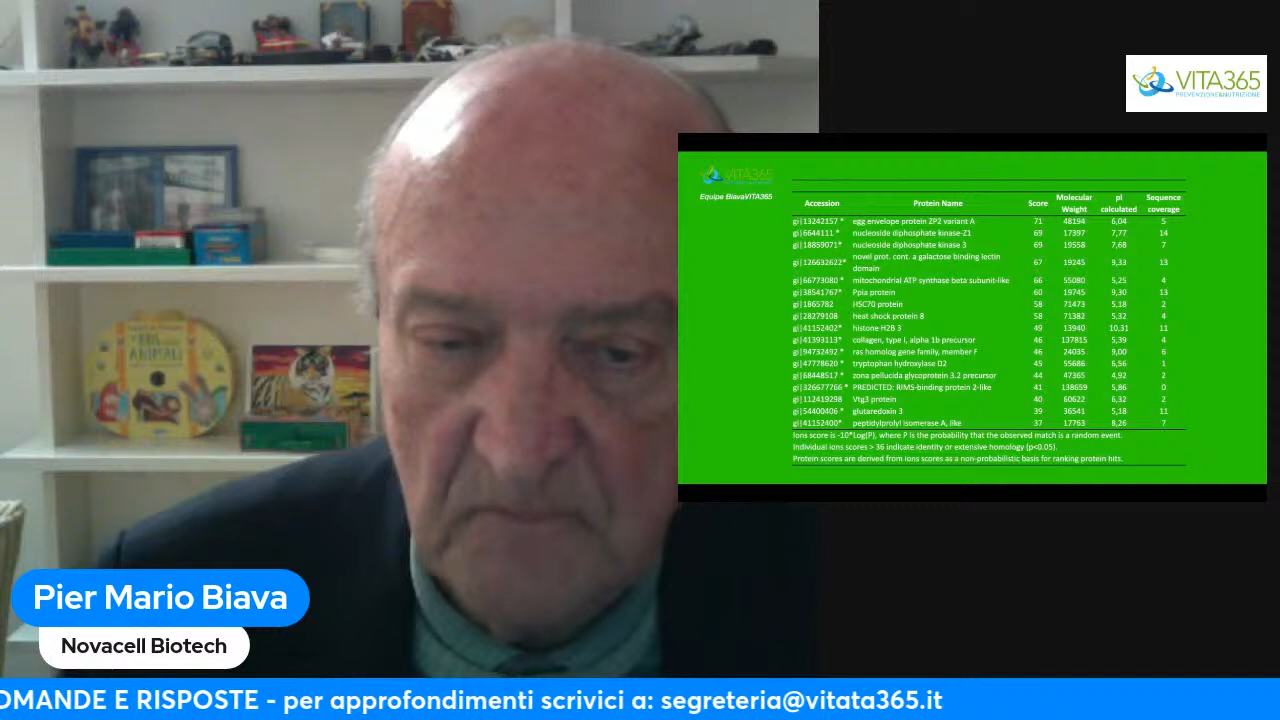 VITA365
PREVENZIONE&NUTRIZIONE
VITA365
Equipe BiavaVITA365
Accession Protein Name Score Molecular Weight pI calculated Sequence coverage
gi|13242157 * egg envelope protein ZP2 variant A 71 48194 6,04 5
gi|6644111 * nucleoside diphosphate kinase-Z1 69 17397 7,77 14
gi|18859071* nucleoside diphosphate kinase 3 69 19558 7,68 7
gi|126632622* novel prot. cont. a galactose binding lectin domain 67 19245 9,33 13
gi|66773080 * mitochondrial ATP synthase beta subunit-like 66 55080 5,25 4
gi|38541767* Ppia protein 60 19745 9,30 13
gi|1865782 HSC70 protein 58 71473 5,18 2
gi|28279108 heat shock protein 8 58 71382 5,32 4
gi|41152402* histone H2B 3 49 13940 10,31 11
gi|41393113* collagen, type I, alpha 1b precursor 46 137815 5,39 4
gi|94732492 * ras homolog gene family, member F 46 24035 9,00 6
gi|47778620 * tryptophan hydroxylase D2 45 55686 6,56 1
gi|68448517 * zona pellucida glycoprotein 3.2 precursor 44 47365 4,92 2
gi|326677766 * PREDICTED: RIMS-binding protein 2-like 41 138659 5,86 0
gi|112419298 Vtg3 protein 40 60622 6,32 2
gi|54400406 * glutaredoxin 3 39 36541 5,18 11
gi|41152400* peptidylprolyl isomerase A, like 37 17763 8,26 7
Ions score is -10*Log(P), where P is the probability that the observed match is a random event.
Individual ions scores > 36 indicate identity or extensive homology (p<0.05).
Protein scores are derived from ions scores as a non-probabilistic basis for ranking protein hits.
ANIMALI
Pier Mario Biava
Novacell Biotech
OMANDE E RISPOSTE - per approfondimenti scrivici a: segreteria@vitata365.it